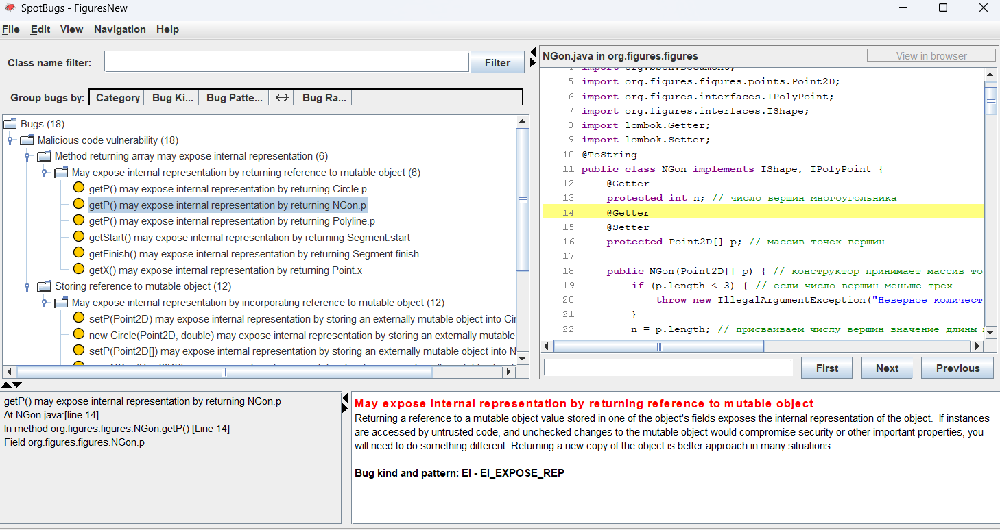 SpotBugs - FiguresNew
File Edit View Navigation Help
Class name filter:
Filter
Group bugs by: Category Bug Ki... Bug Patte... Bug Ra...
Bugs (18)
Malicious code vulnerability (18)
Method returning array may expose internal representation (6)
May expose internal representation by returning reference to mutable object (6)
getP() may expose internal representation by returning Circle.p
getP() may expose internal representation by returning NGon.p
getP() may expose internal representation by returning Polyline.p
getStart() may expose internal representation by returning Segment.start
getFinish() may expose internal representation by returning Segment.finish
getX() may expose internal representation by returning Point.x
Storing reference to mutable object (12)
May expose internal representation by incorporating reference to mutable object (12)
setP(Point2D) may expose internal representation by storing an externally mutable object into Ci
new Circle(Point2D, double) may expose internal representation by storing an externally mutable
setP(Point2D[]) may expose internal representation by storing an externally mutable object into N
NGon.java in org.figures.figures
View in browser
import org.bson.Document;
5 import org.figures.figures.points.Point2D;
6 import org.figures.interfaces.IPolyPoint;
7 import org.figures.interfaces.IShape;
8 import lombok.Getter;
9 import lombok.Setter;
10 @ToString
11 public class NGon implements IShape, IPolyPoint {
12 @Getter
13 protected int n; // число вершин многоугольника
14 @Getter
15 @Setter
16 protected Point2D[] p; // массив точек вершин
17
18 public NGon(Point2D[] p) { // конструктор принимает массив то
19 if (p.length < 3) { // если число вершин меньше трех
20 throw new IllegalArgumentException("Неверное количест
21 }
22 n = p.length; // присваиваем числу вершин значение длины
First Next Previous
getP() may expose internal representation by returning NGon.p
At NGon.java:[line 14]
In method org.figures.figures.NGon.getP() [Line 14]
Field org.figures.figures.NGon.p
May expose internal representation by returning reference to mutable object
Returning a reference to a mutable object value stored in one of the object's fields exposes the internal representation of the object. If instances
are accessed by untrusted code, and unchecked changes to the mutable object would compromise security or other important properties, you
will need to do something different. Returning a new copy of the object is better approach in many situations.
Bug kind and pattern: EI - EI_EXPOSE_REP